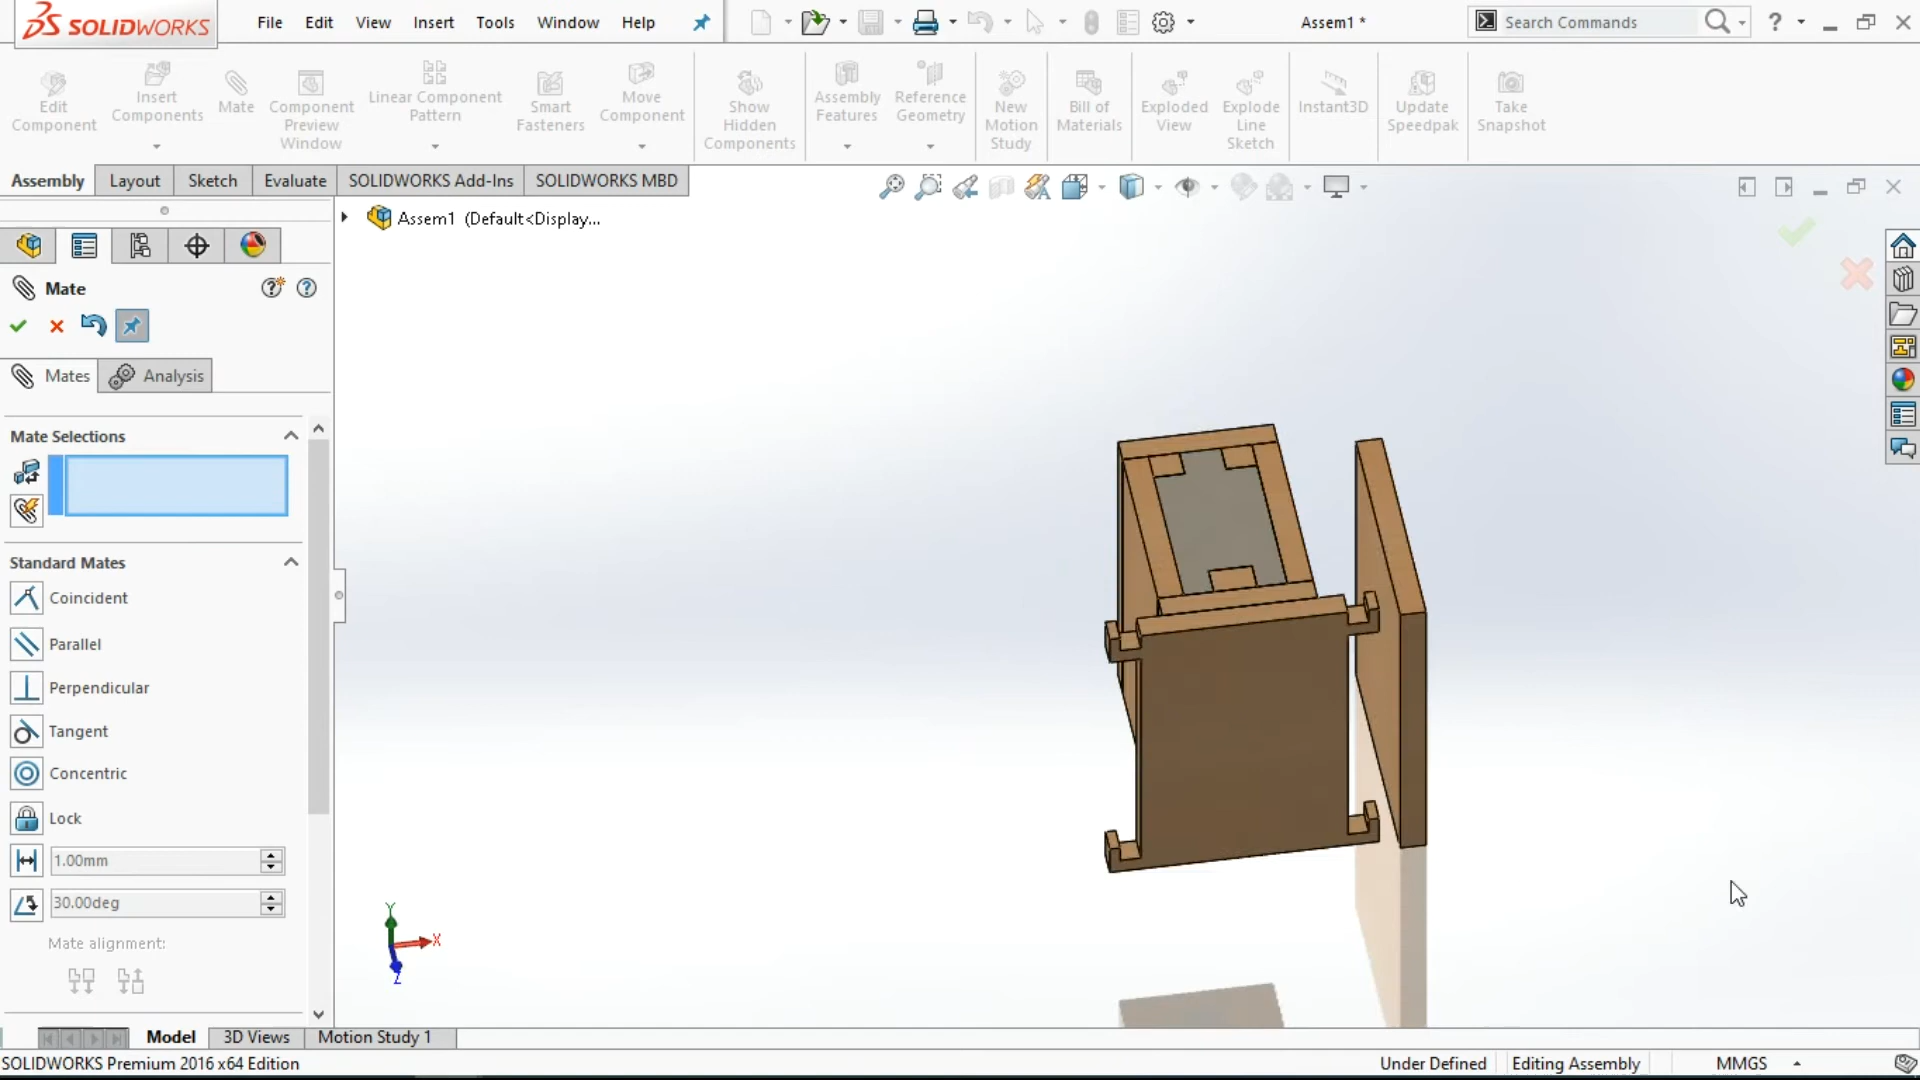 SOLIDWORKS
File Edit View Insert Tools Window Help
Assem1 *
Search Commands
Edit Component
Insert Components
Mate
Component Preview Window
Linear Component Pattern
Smart Fasteners
Move Component
Show Hidden Components
Assembly Features
Reference Geometry
New Motion Study
Bill of Materials
Exploded View
Explode Line Sketch
Instant3D
Update Speedpak
Take Snapshot
Assembly Layout Sketch Evaluate SOLIDWORKS Add-Ins SOLIDWORKS MBD
Assem1 (Default<Display...
Mate
Mates Analysis
Mate Selections
Standard Mates
Coincident
Parallel
Perpendicular
Tangent
Concentric
Lock
1.00mm
30.00deg
Mate alignment:
Y
X
Z
Model 3D Views Motion Study 1
SOLIDWORKS Premium 2016 x64 Edition
Under Defined Editing Assembly MMGS